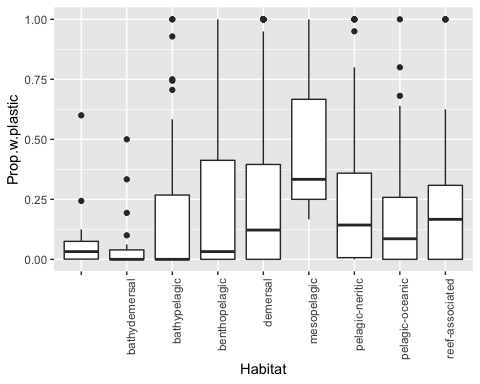 1.00
0.75
0.50
0.25
0.00
Prop.w.plastic
bathydemersal
bathypelagic
benthopelagic
demersal
mesopelagic
pelagic-neritic
pelagic-oceanic
reef-associated
Habitat